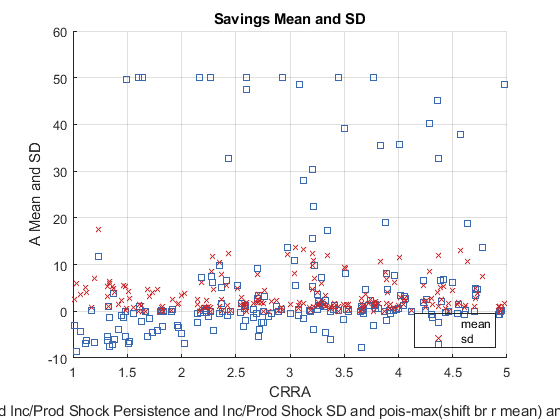 Savings Mean and SD
60
50
40
30
20
10
0
-10
A Mean and SD
mean
sd
1 1.5 2 2.5 3 3.5 4 4.5 5
CRRA
Inc/Prod Shock Persistence and Inc/Prod Shock SD and pois-max(shift br r mean)